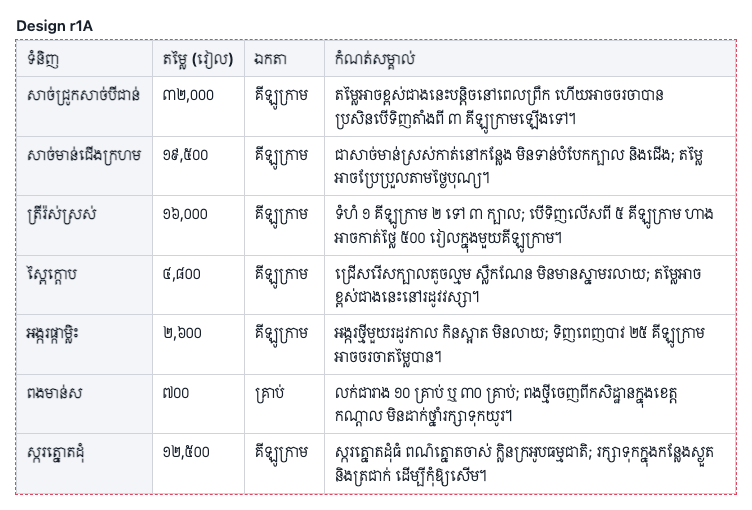 Design r1A
ទំនិញ តម្លៃ (រៀល) ឯកតា កំណត់សម្គាល់
សាច់ជ្រូកសាច់បីជាន់ ៣២,០០០ គីឡូក្រាម តម្លៃអាចខ្ពស់ជាងនេះបន្តិចនៅពេលព្រឹក ហើយអាចចរចាបាន
ប្រសិនបើទិញតាំងពី ៣ គីឡូក្រាមឡើងទៅ។
សាច់មាន់ជើងក្រហម ១៩,៥០០ គីឡូក្រាម ជាសាច់មាន់ស្រស់កាត់នៅកន្លែង មិនទាន់បំបែកក្បាល និងជើង; តម្លៃ
អាចប្រែប្រួលតាមថ្ងៃបុណ្យ។
ត្រីរ៉ស់ស្រស់ ១៦,០០០ គីឡូក្រាម ទំហំ ១ គីឡូក្រាម ២ ទៅ ៣ ក្បាល; បើទិញលើសពី ៥ គីឡូក្រាម ហាង
អាចកាត់ថ្លៃ ៥០០ រៀលក្នុងមួយគីឡូក្រាម។
ស្ពៃក្តោប ៤,៨០០ គីឡូក្រាម ជ្រើសរើសក្បាលតូចល្មម ស្លឹកណែន មិនមានស្នាមរលាយ; តម្លៃអាច
ខ្ពស់ជាងនេះនៅរដូវវស្សា។
អង្ករផ្កាម្លិះ ២,៦០០ គីឡូក្រាម អង្ករថ្មីមួយរដូវកាល កិនស្អាត មិនលាយ; ទិញពេញបាវ ២៥ គីឡូក្រាម
អាចចរចាតម្លៃបាន។
ពងមាន់ស ៧០០ គ្រាប់ លក់ជារាង ១០ គ្រាប់ ឬ ៣០ គ្រាប់; ពងថ្មីចេញពីកសិដ្ឋានក្នុងខេត្ត
កណ្តាល មិនដាក់ថ្នាំរក្សាទុកយូរ។
ស្ករត្នោតដុំ ១២,៥០០ គីឡូក្រាម ស្ករត្នោតដុំធំ ពណ៌ត្នោតចាស់ ក្លិនក្រអូបធម្មជាតិ; រក្សាទុកក្នុងកន្លែងស្ងួត
និងត្រជាក់ ដើម្បីកុំឱ្យសើម។